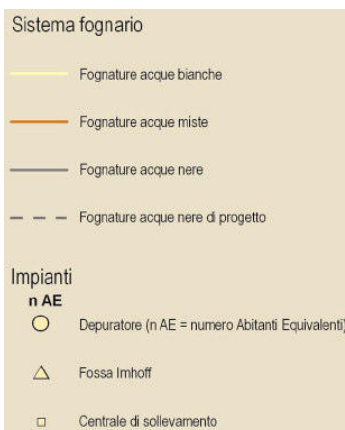 Sistema fognario
Fognature acque bianche
Fognature acque miste
Fognature acque nere
Fognature acque nere di progetto
Impianti
n AE
Depuratore (n AE = numero Abitanti Equivalenti)
Fossa Imhoff
Centrale di sollevamento